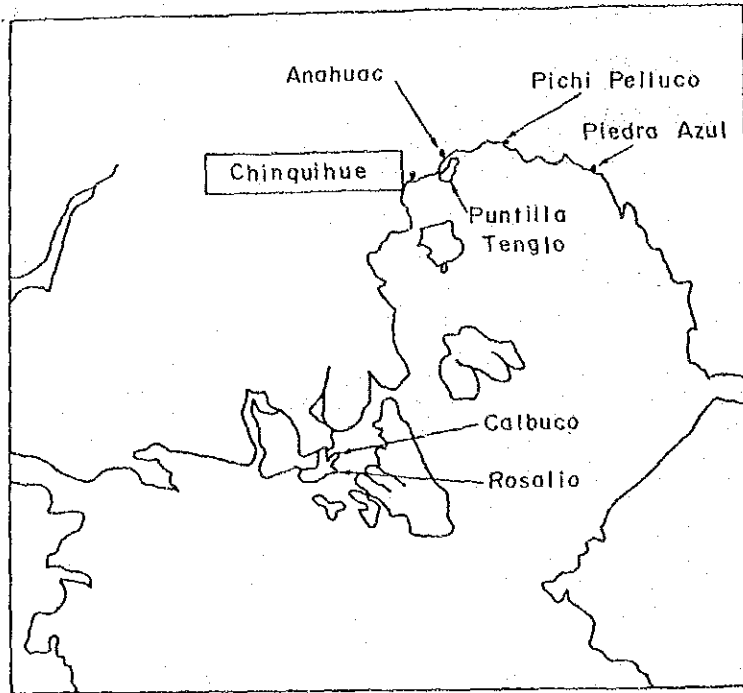 Anahuac
Pichi Pelluco
Piedra Azul
Chinquihue
Puntilla
Tenglo
Calbuco
Rosalio